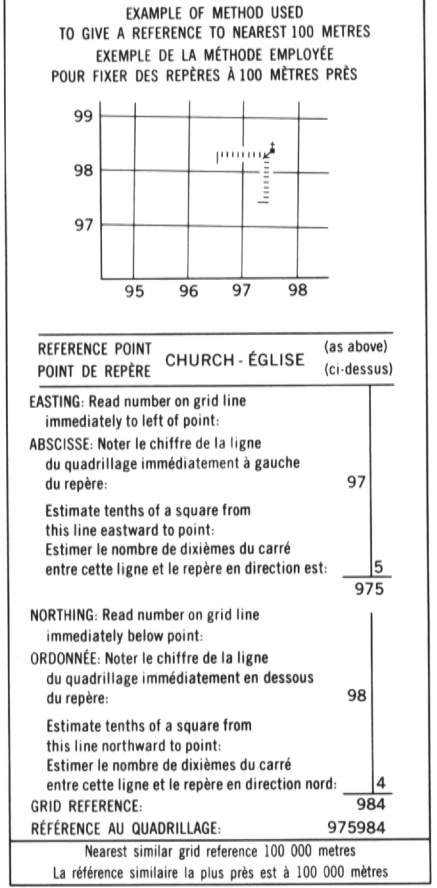 EXAMPLE OF METHOD USED
TO GIVE A REFERENCE TO NEAREST 100 METRES
EXEMPLE DE LA MÉTHODE EMPLOYÉE
POUR FIXER DES REPÈRES À 100 MÈTRES PRÈS
99
98
97
95 96 97 98
REFERENCE POINT
POINT DE REPÈRE
CHURCH - ÉGLISE
(as above)
(ci-dessus)
EASTING: Read number on grid line
immediately to left of point:
ABSCISSE: Noter le chiffre de la ligne
du quadrillage immédiatement à gauche
du repère: 97
Estimate tenths of a square from
this line eastward to point:
Estimer le nombre de dixièmes du carré
entre cette ligne et le repère en direction est: 5
975
NORTHING: Read number on grid line
immediately below point:
ORDONNÉE: Noter le chiffre de la ligne
du quadrillage immédiatement en dessous
du repère: 98
Estimate tenths of a square from
this line northward to point:
Estimer le nombre de dixièmes du carré
entre cette ligne et le repère en direction nord: 4
GRID REFERENCE: 984
RÉFÉRENCE AU QUADRILLAGE: 975984
Nearest similar grid reference 100 000 metres
La référence similaire la plus près est à 100 000 mètres